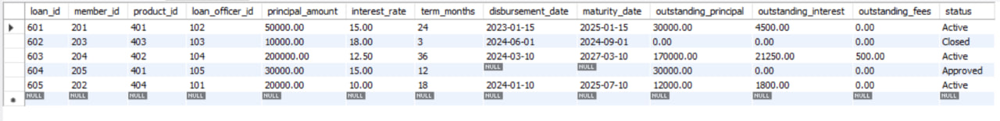 loan_id member_id product_id loan_officer_id principal_amount interest_rate term_months disbursement_date maturity_date outstanding_principal outstanding_interest outstanding_fees status
601 201 401 102 50000.00 15.00 24 2023-01-15 2025-01-15 30000.00 4500.00 0.00 Active
602 203 403 103 10000.00 18.00 3 2024-06-01 2024-09-01 0.00 0.00 0.00 Closed
603 204 402 104 200000.00 12.50 36 2024-03-10 2027-03-10 170000.00 21250.00 500.00 Active
604 205 401 105 30000.00 15.00 12 NULL NULL 30000.00 0.00 0.00 Approved
605 202 404 101 20000.00 10.00 18 2024-01-10 2025-07-10 12000.00 1800.00 0.00 Active
NULL NULL NULL NULL NULL NULL NULL NULL NULL NULL NULL NULL NULL